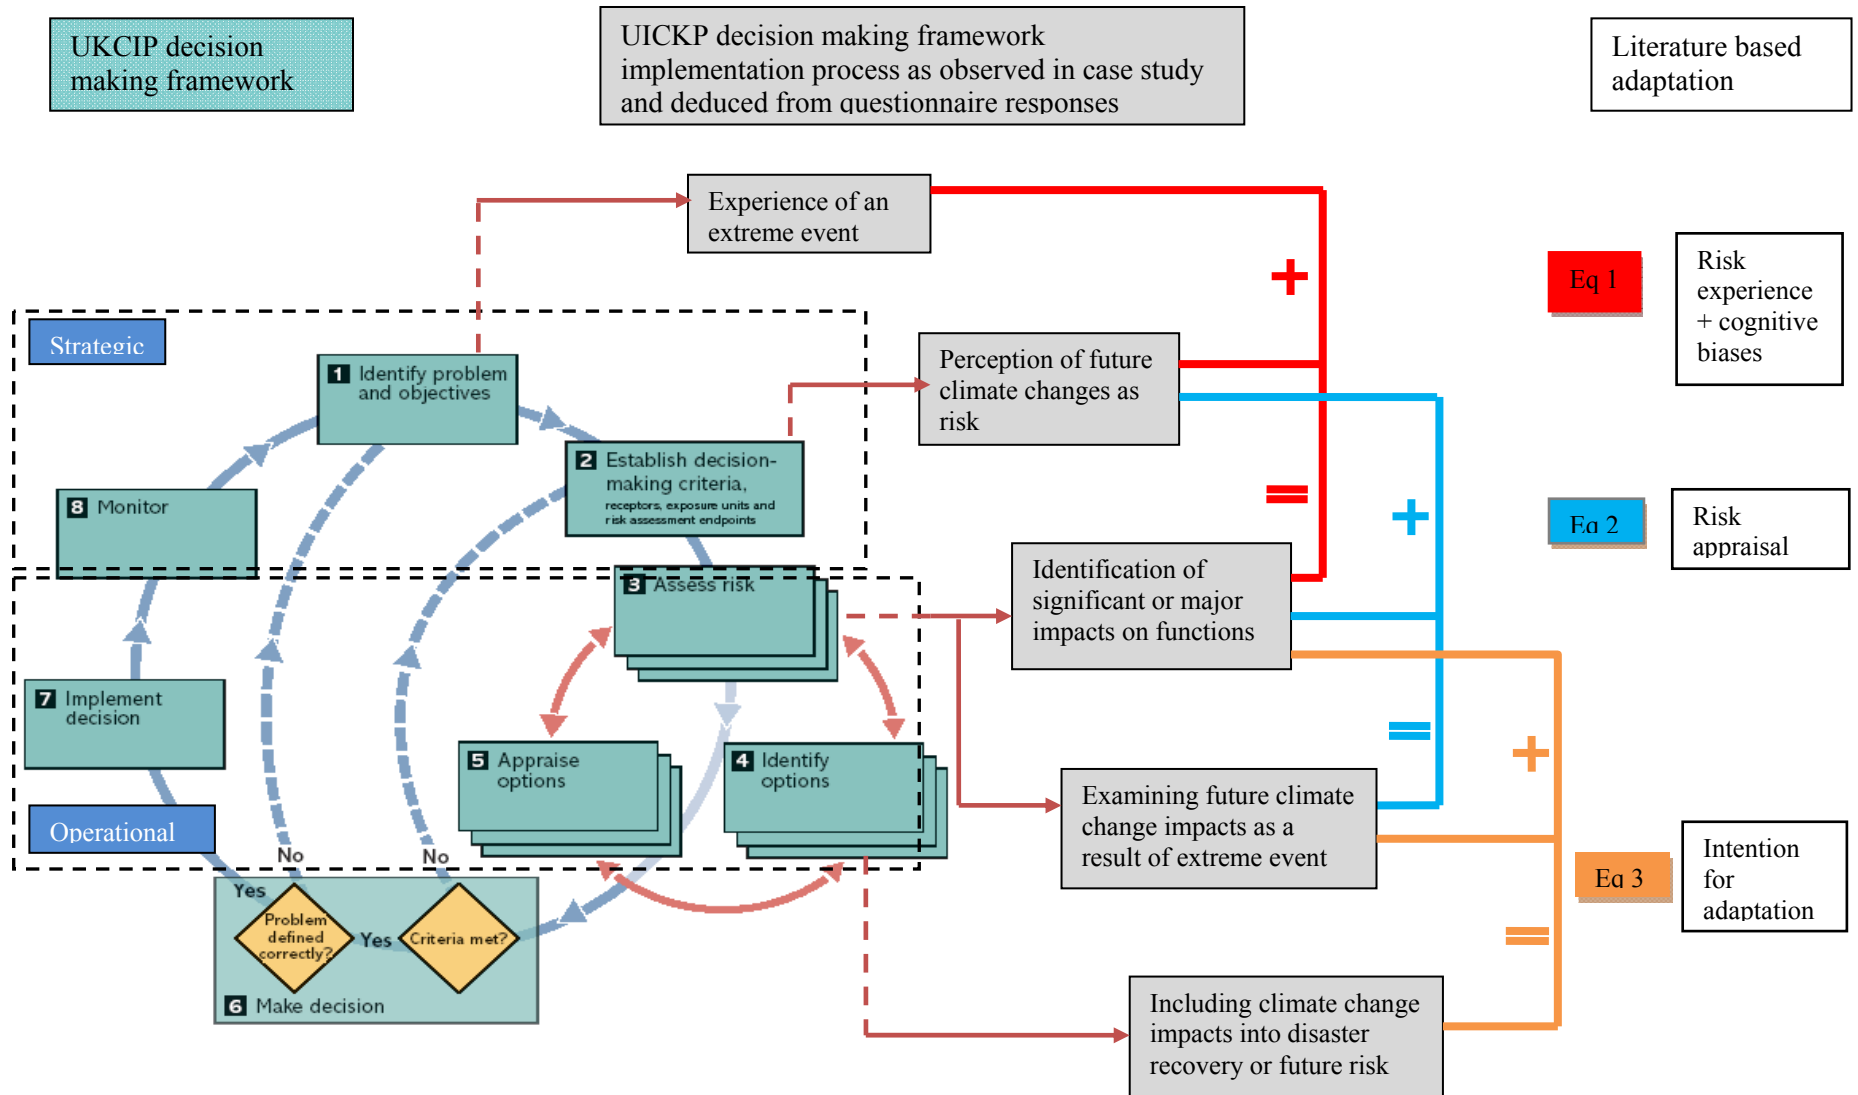 UKCIP decision
making framework
UICKP decision making framework
implementation process as observed in case study
and deduced from questionnaire responses
Literature based
adaptation
Experience of an
extreme event
+
Eq 1
Risk
experience
+ cognitive
biases
Strategic
1 Identify problem
and objectives
Perception of future
climate changes as
risk
2 Establish decision-
making criteria,
receptors, exposure units and
risk assessment endpoints
=
8 Monitor
+
Eq 2
Risk
appraisal
3 Assess risk
Identification of
significant or major
impacts on functions
7 Implement
decision
=
5 Appraise
options
4 Identify
options
+
Examining future climate
change impacts as a
result of extreme event
Operational
Eq 3
Intention
for
adaptation
No
No
Yes
Problem
defined
correctly?
Yes
Criteria met?
=
6 Make decision
Including climate change
impacts into disaster
recovery or future risk